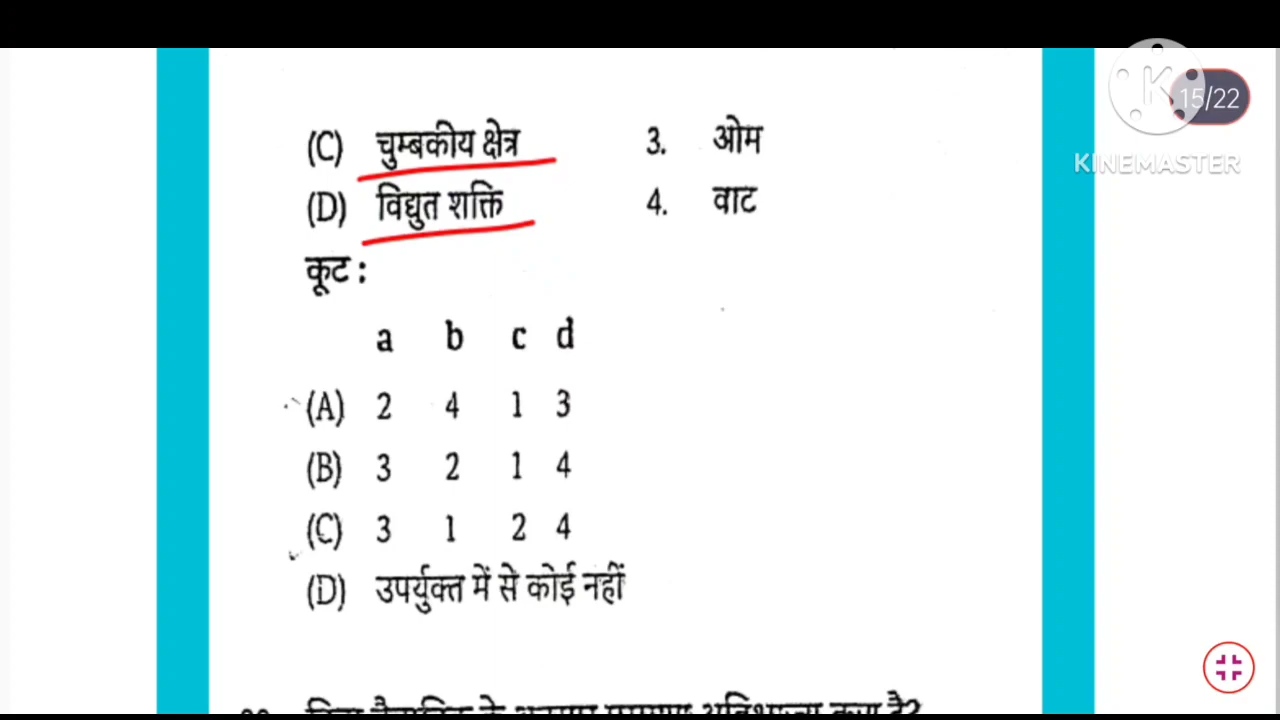 15/22
KINEMASTER
(C) चुम्बकीय क्षेत्र 3. ओम
(D) विद्युत शक्ति 4. वाट
कूट :
a b c d
(A) 2 4 1 3
(B) 3 2 1 4
(C) 3 1 2 4
(D) उपर्युक्त में से कोई नहीं